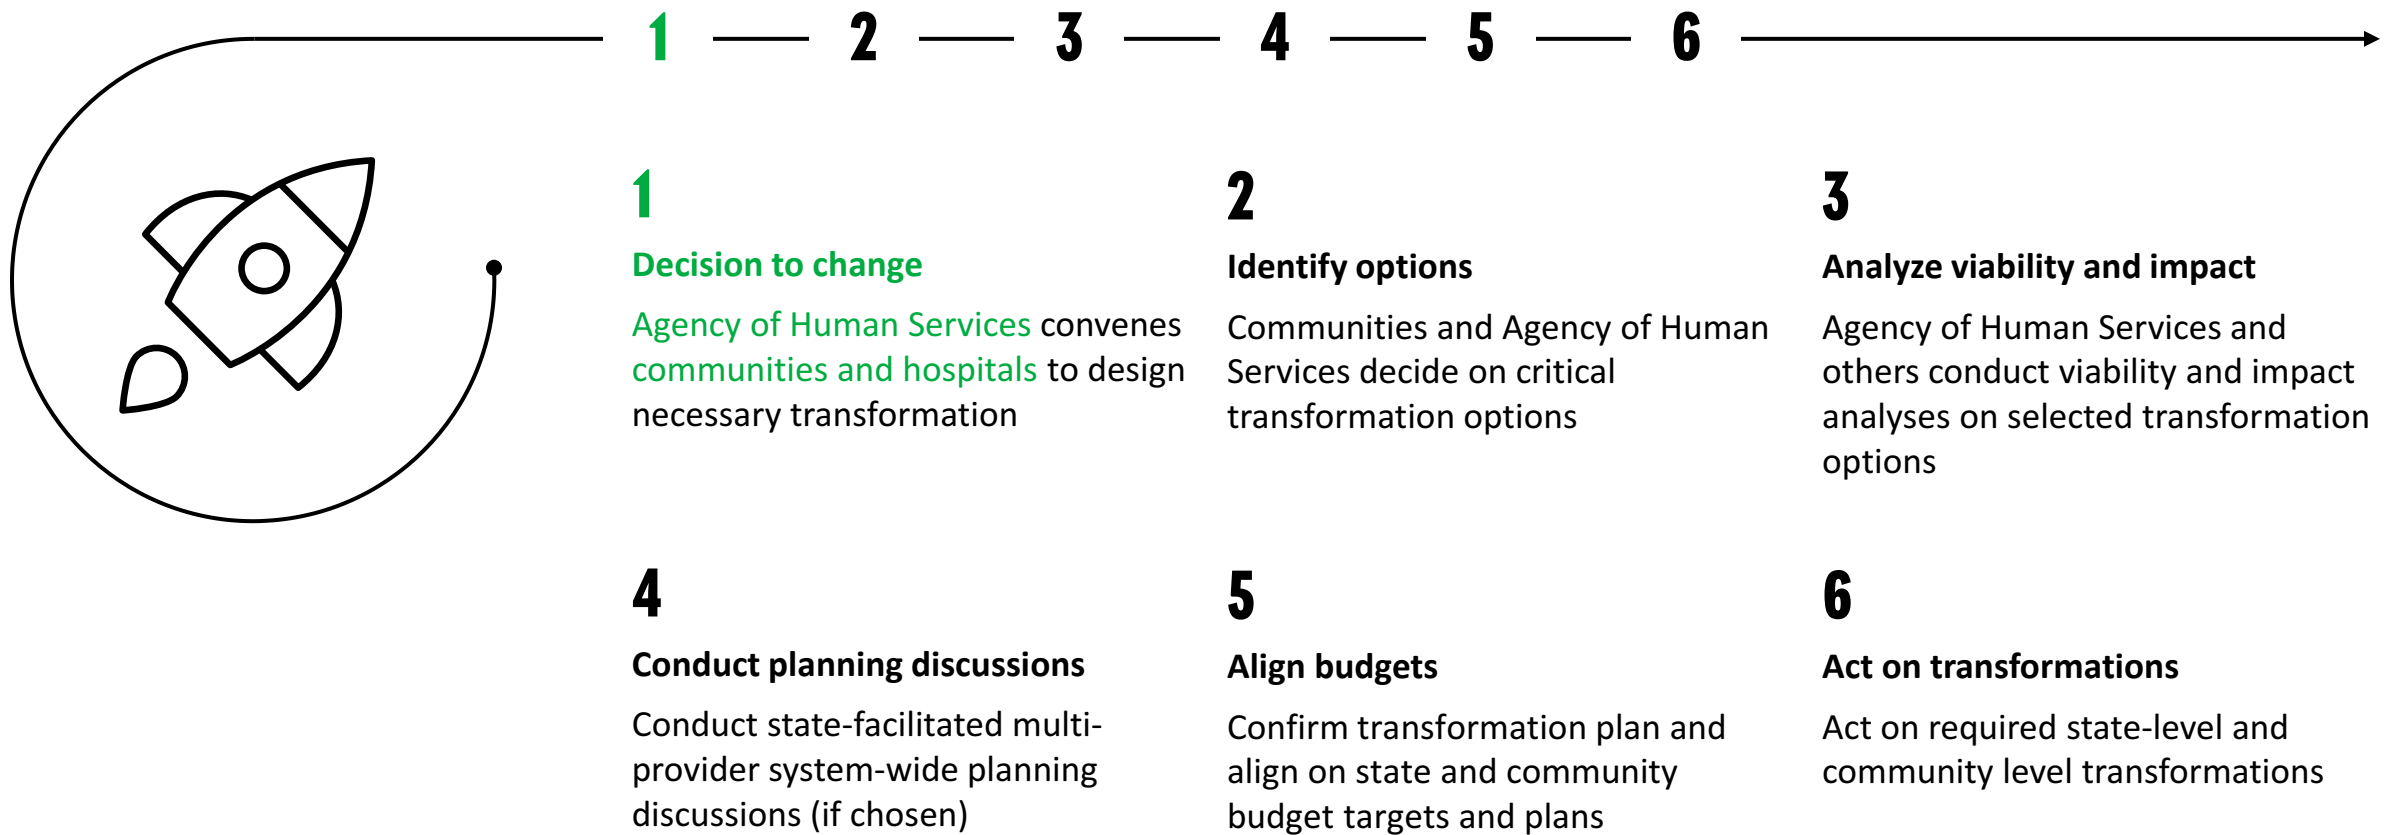 1 2 3 4 5 6
1
Decision to change
Agency of Human Services convenes
communities and hospitals to design
necessary transformation
2
Identify options
Communities and Agency of Human
Services decide on critical
transformation options
3
Analyze viability and impact
Agency of Human Services and
others conduct viability and impact
analyses on selected transformation
options
4
Conduct planning discussions
Conduct state-facilitated multi-
provider system-wide planning
discussions (if chosen)
5
Align budgets
Confirm transformation plan and
align on state and community
budget targets and plans
6
Act on transformations
Act on required state-level and
community level transformations